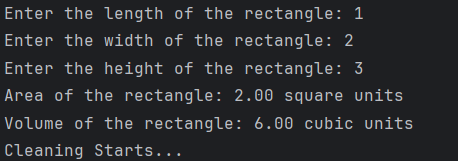 Enter the length of the rectangle: 1
Enter the width of the rectangle: 2
Enter the height of the rectangle: 3
Area of the rectangle: 2.00 square units
Volume of the rectangle: 6.00 cubic units
Cleaning Starts...